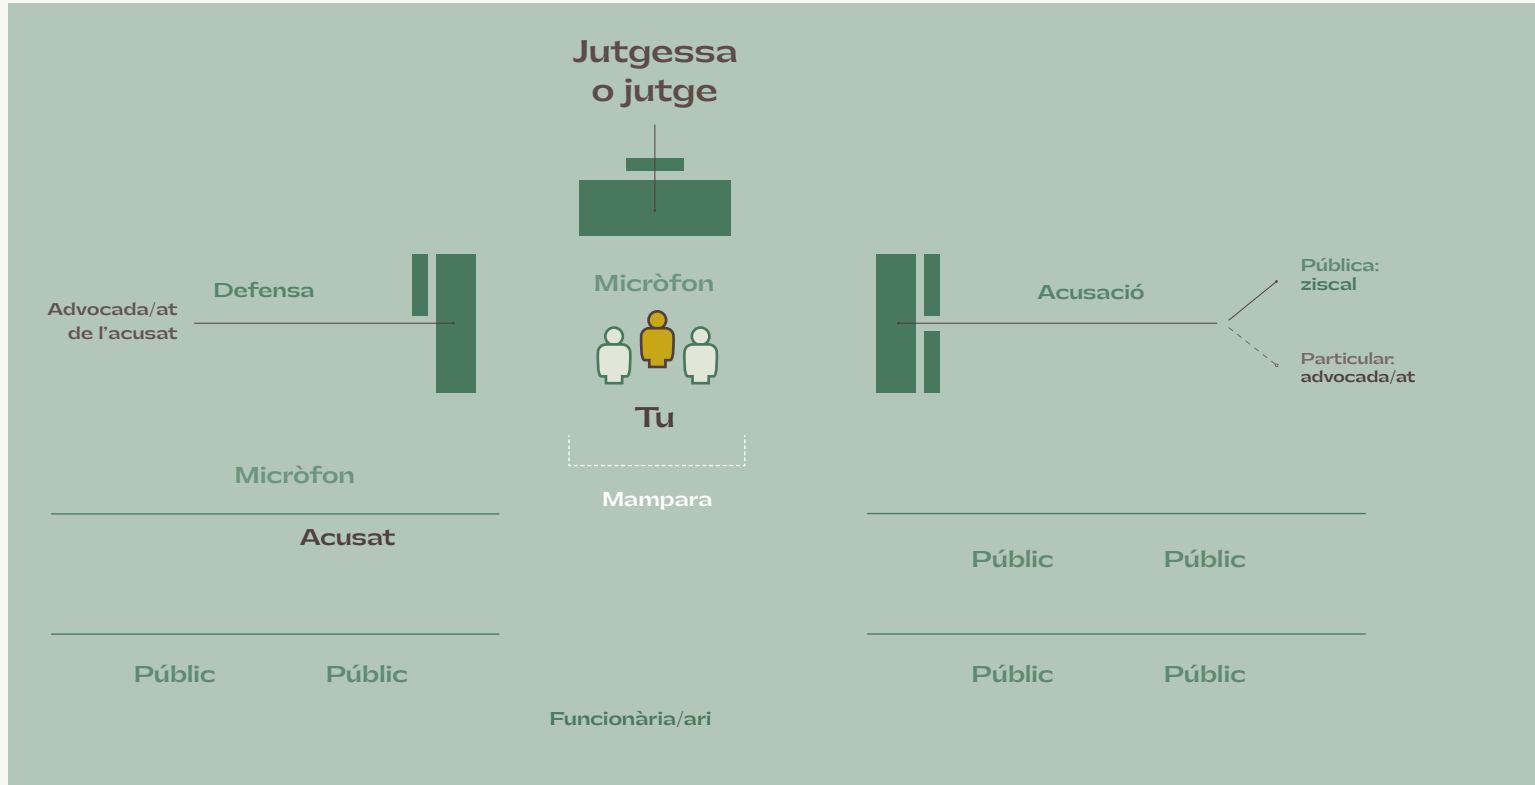 Jutgessa
o jutge
Micròfon
Defensa
Advocada/at
de l'acusat
Acusació
Pública:
ziscal
Particular:
advocada/at
Tu
Mampara
Micròfon
Acusat
Públic
Públic
Públic
Públic
Públic
Públic
Funcionària/ari